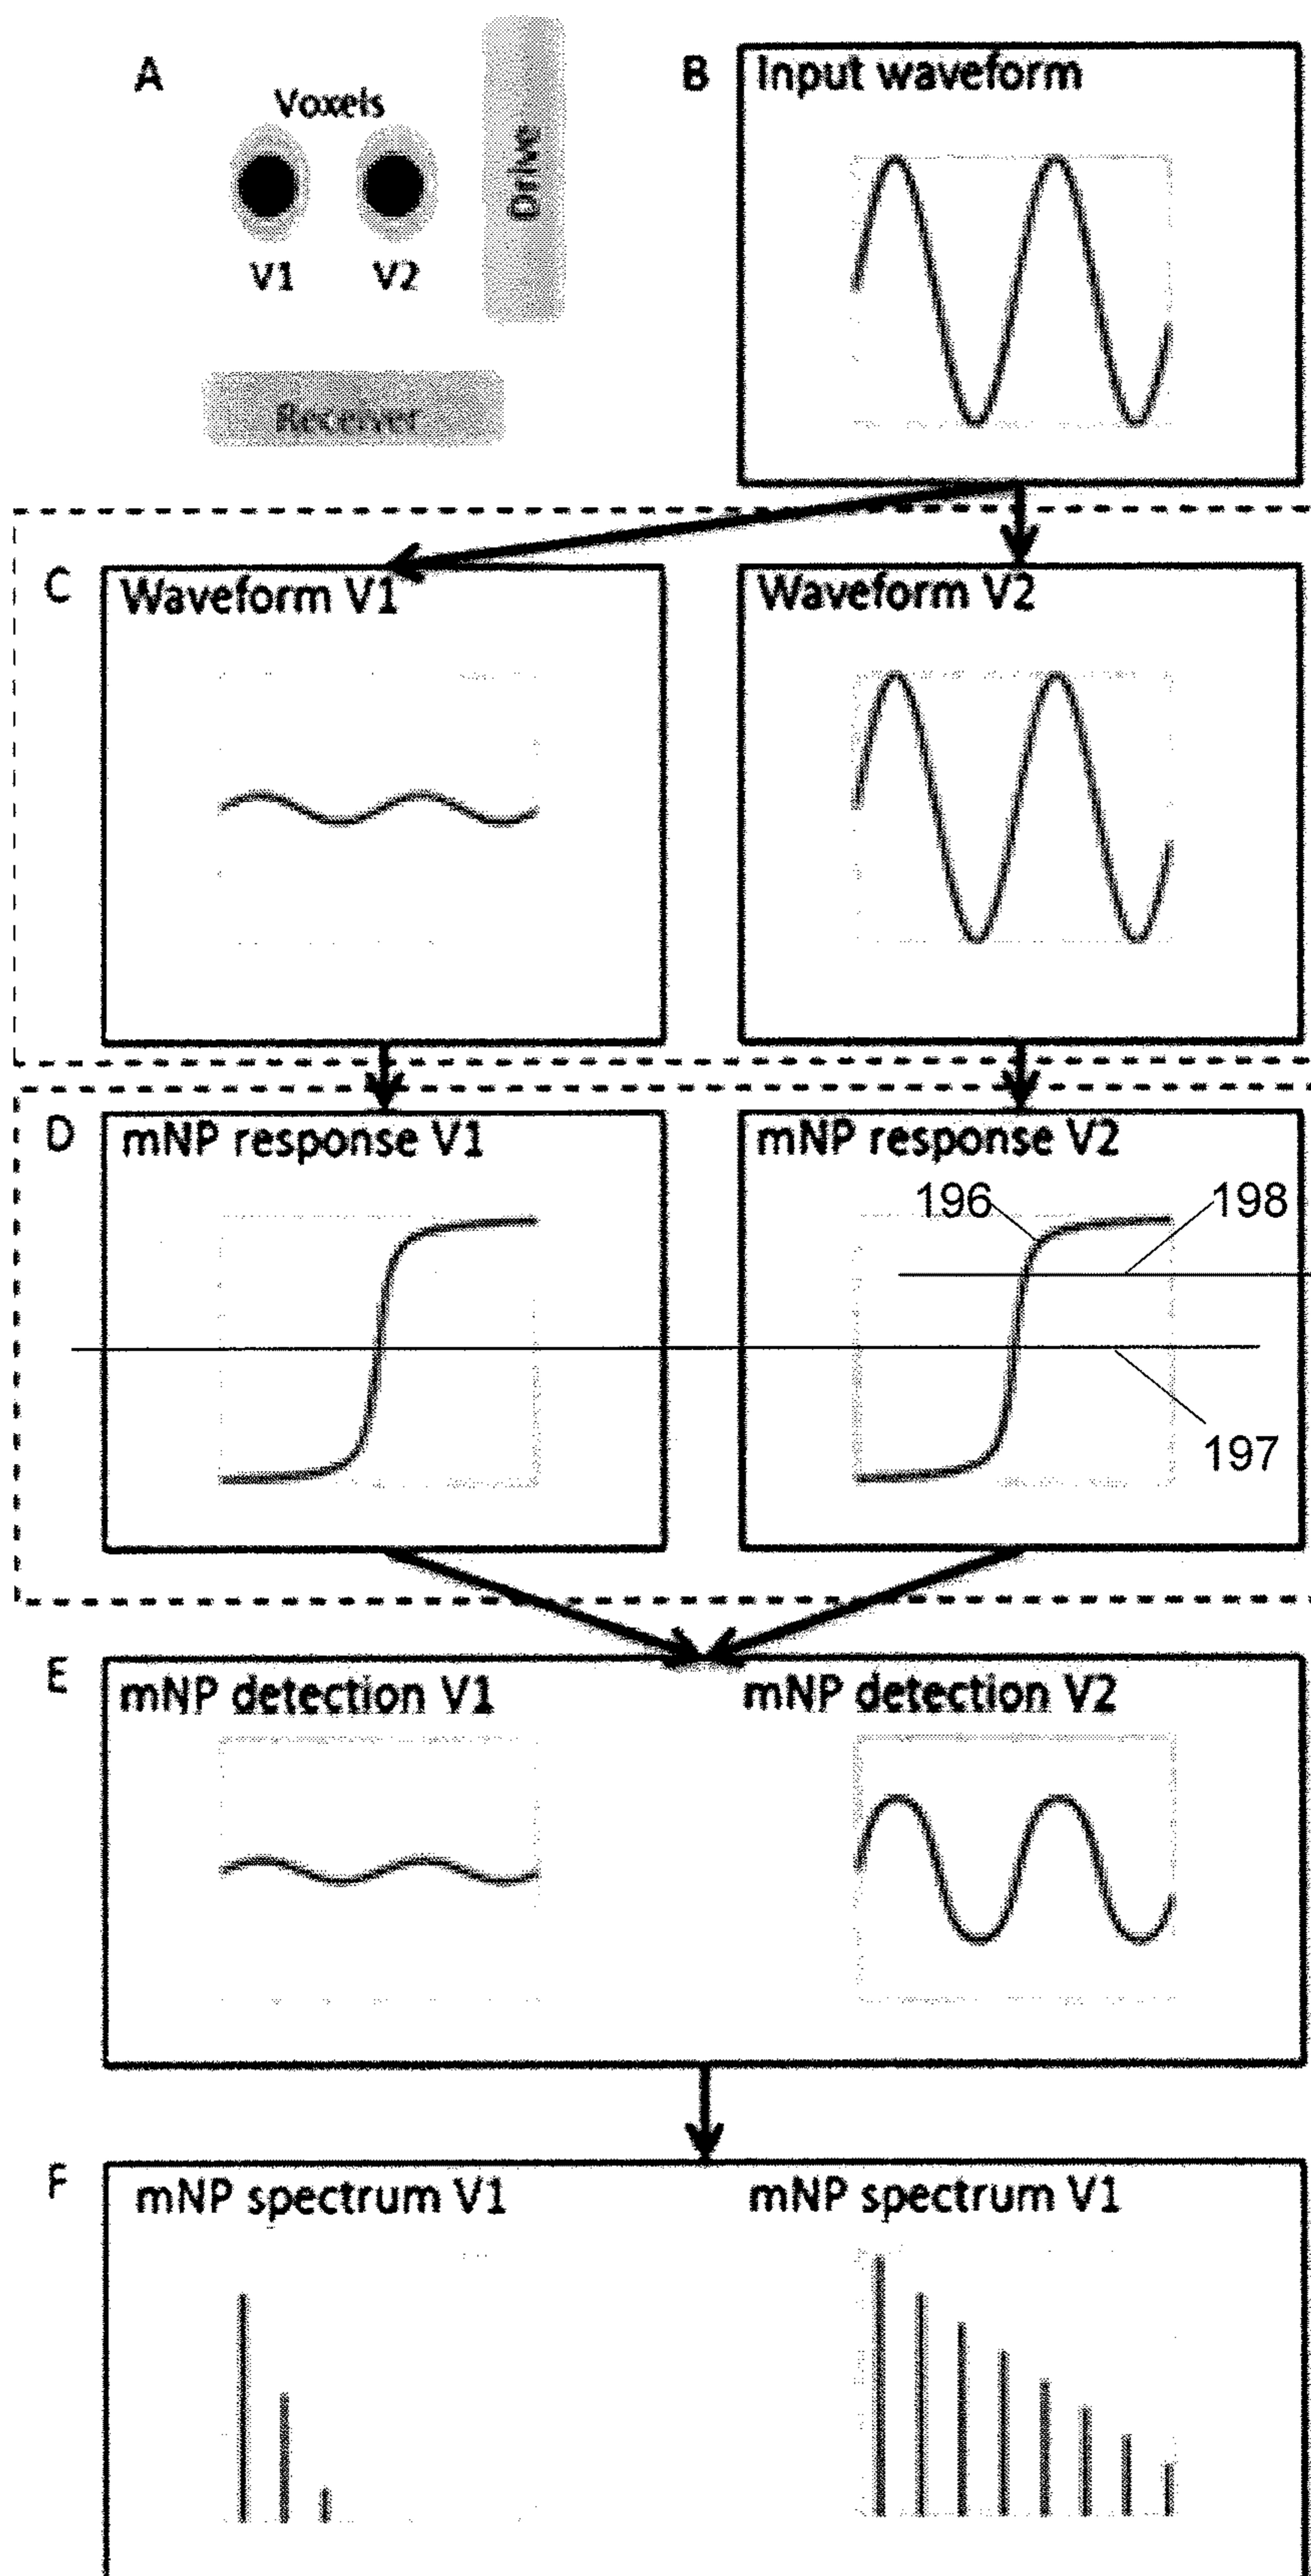 A
Voxels
V1
V2
Drive
Receiver
B
Input waveform
C
Waveform V1
Waveform V2
D
mNP response V1
mNP response V2
196
198
197
E
mNP detection V1
mNP detection V2
F
mNP spectrum V1
mNP spectrum V1